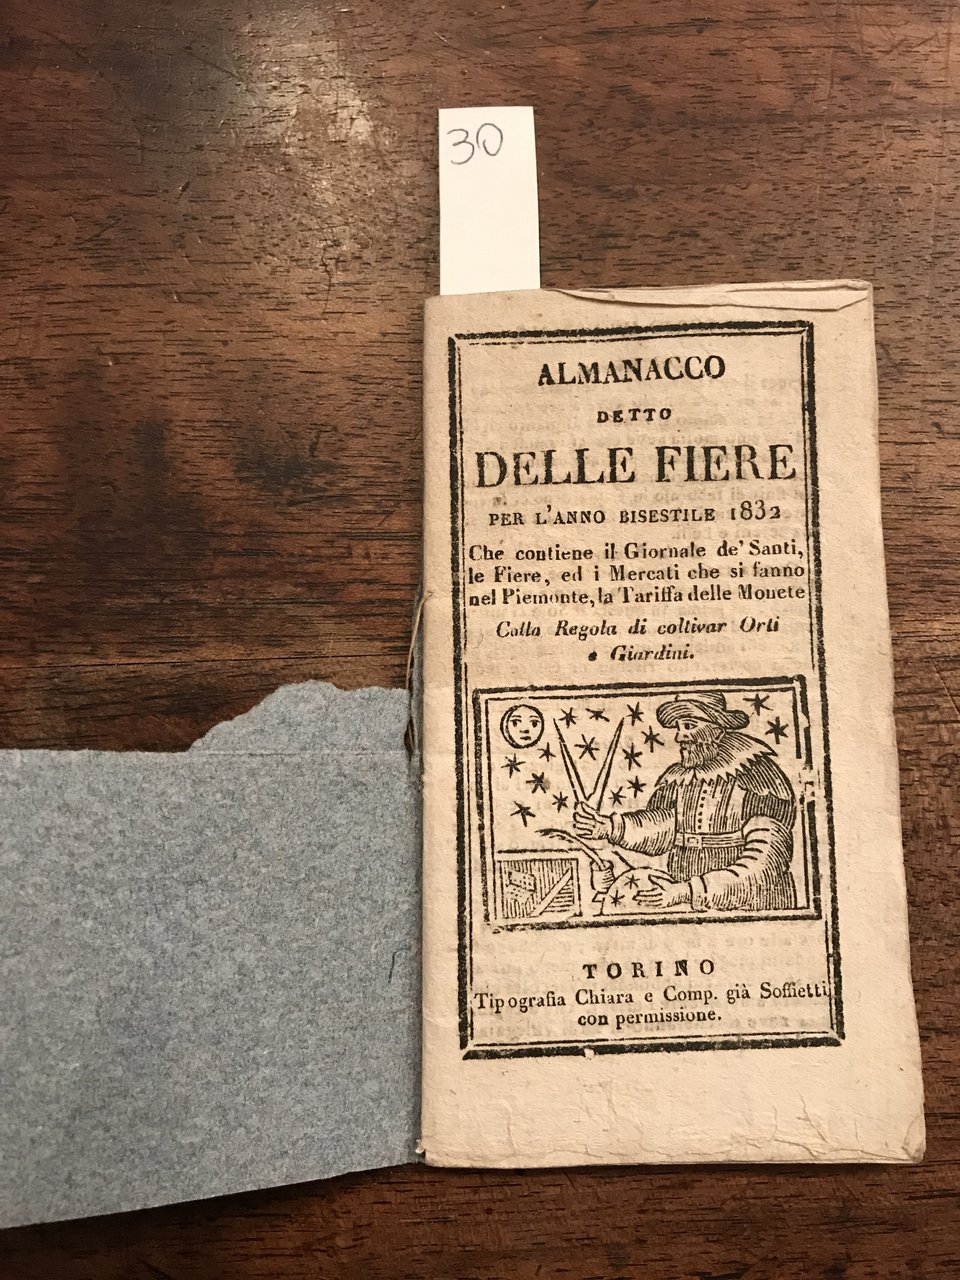 30
ALMANACCO
DETTO
DELLE FIERE
PER L'ANNO BISESTILE 1832
Che contiene il Giornale de' Santi,
le Fiere, ed i Mercati che si fanno
nel Piemonte, la Tariffa delle Monete
Colla Regola di coltivar Orti
e Giardini.
TORINO
Tipografia Chiara e Comp. già Soffietti
con permissione.